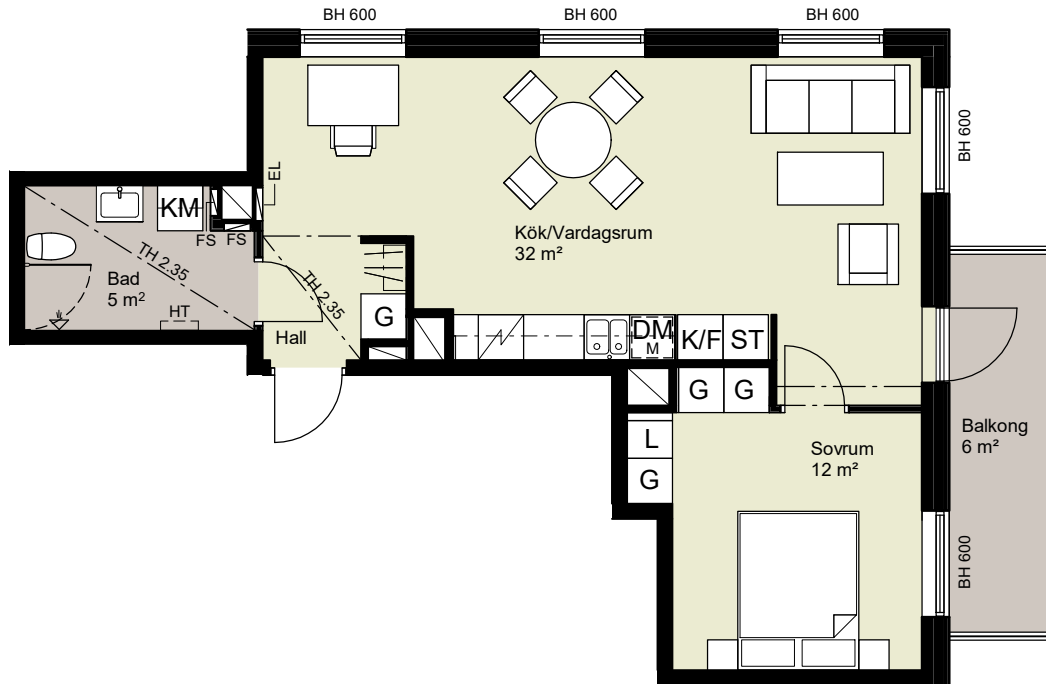 BH 600
BH 600
BH 600
BH 600
EL
KM
FS
FS
TH 2.35
Bad
5 m²
HT
TH 2.35
Hall
G
Kök/Vardagsrum
32 m²
DM
M
K/F
ST
G
G
L
G
Sovrum
12 m²
Balkong
6 m²
BH 600